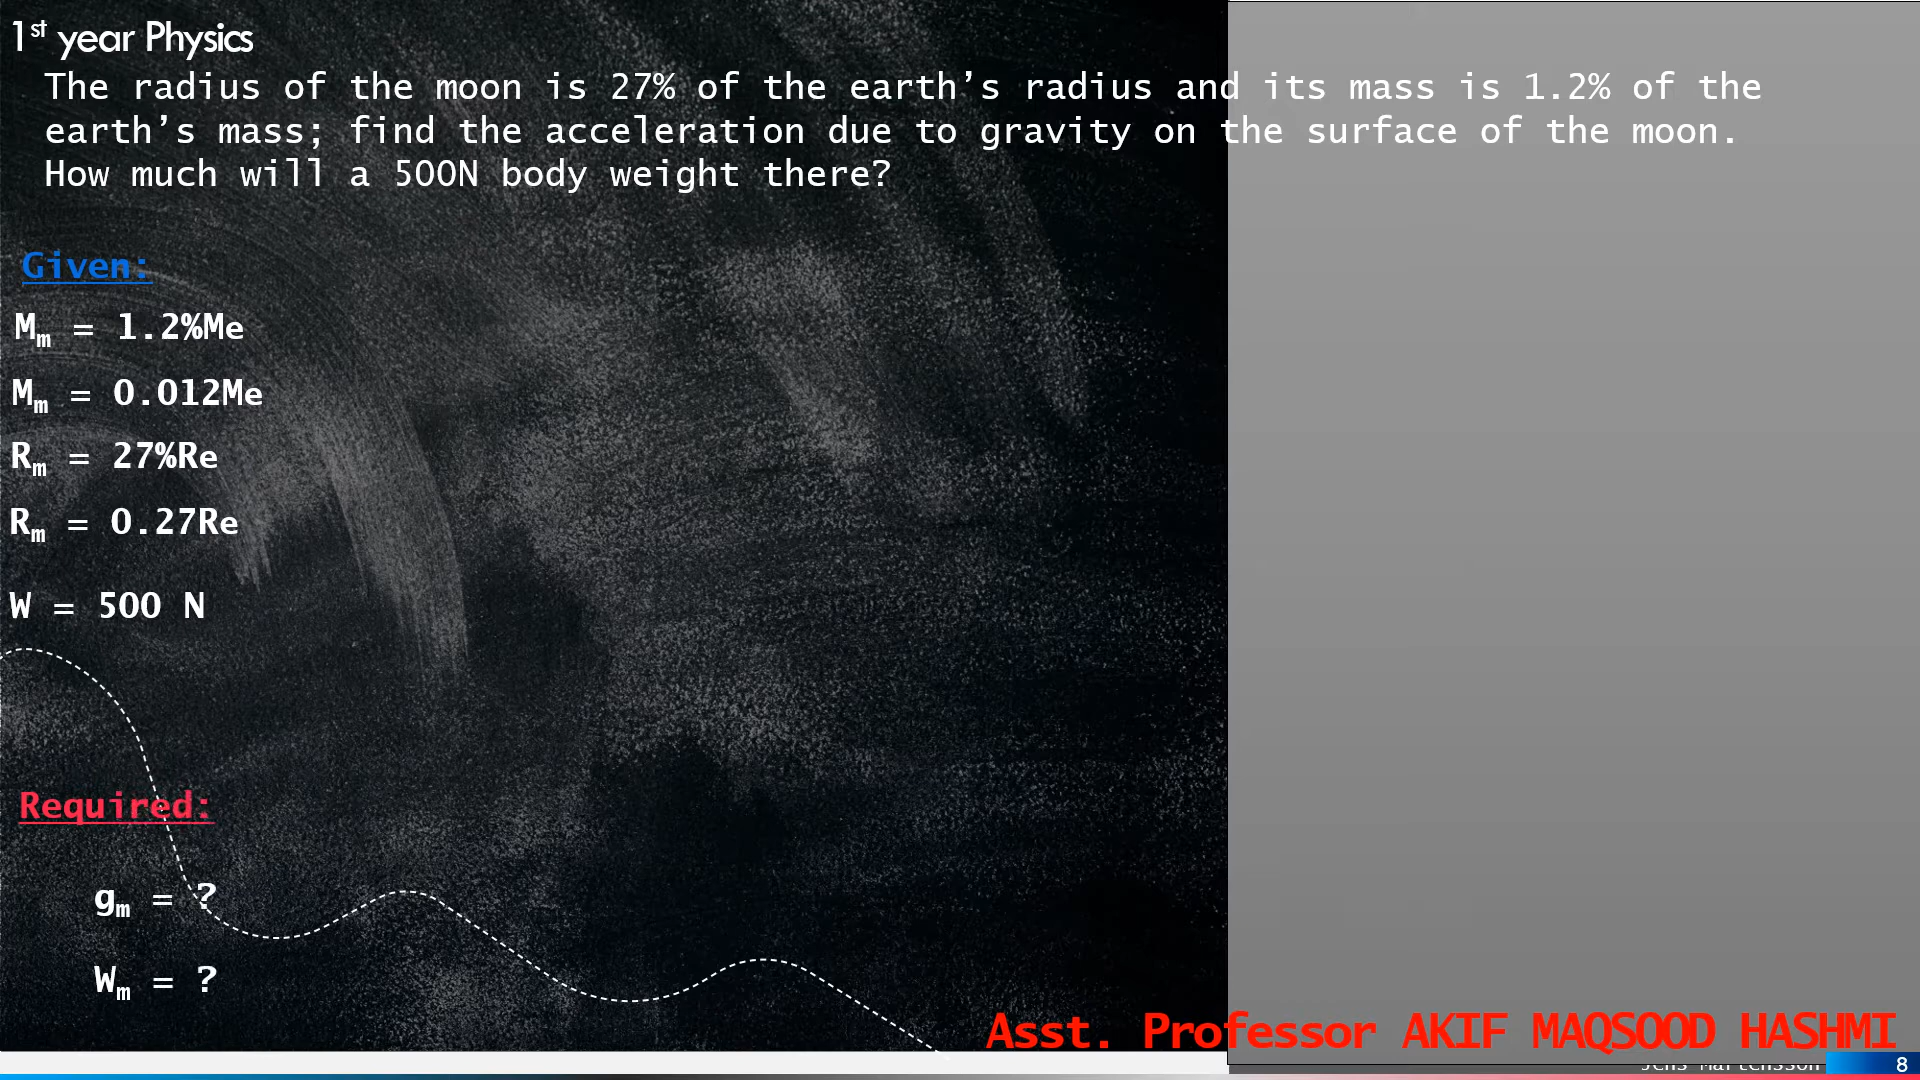 1st year Physics
The radius of the moon is 27% of the earth’s radius and its mass is 1.2% of the
earth’s mass; find the acceleration due to gravity on the surface of the moon.
How much will a 500N body weight there?
Given:
Mm = 1.2%Me
Mm = 0.012Me
Rm = 27%Re
Rm = 0.27Re
W = 500 N
Required:
gm = ?
Wm = ?
Asst. Professor AKIF MAQSOOD HASHMI
Jens Martensson
8